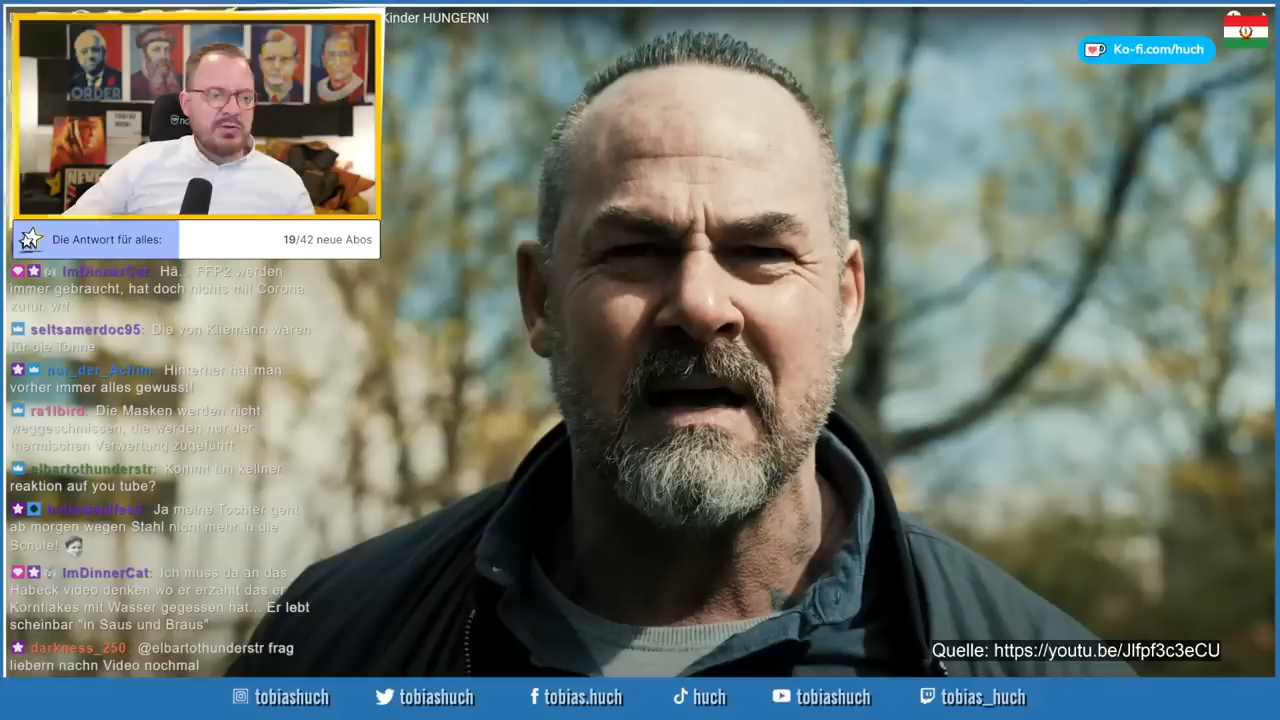 Kinder HUNGERN!
Ko-fi.com/huch
ORDER
NEVE
Die Antwort für alles:
19/42 neue Abos
ImDinnerCat: Hä... FFP2 werden
immer gebraucht, hat doch nichts mit Corona
zutun wtf
seltsamerdoc95: Die von Kliemann waren
für die Tonne
nur_der_Achim: Hinterher hat man
vorher immer alles gewusst!
ra1lbird: Die Masken werden nicht
weggeschmissen, die werden nur der
thermischen Verwertung zugeführt
elbartothunderstr: Kommt tim kellner
reaktion auf you tube?
Ja meine Tochter geht
ab morgen wegen Stahl nicht mehr in die
Schule!
ImDinnerCat: Ich muss da an das
Habeck video denken wo er erzählt das er
Kornflakes mit Wasser gegessen hat... Er lebt
scheinbar "in Saus und Braus"
darkness_250 @elbartothunderstr frag
liebern nachn Video nochmal
Quelle: https://youtu.be/JIfpf3c3eCU
tobiashuch
tobiashuch
tobias.huch
huch
tobiashuch
tobias_huch